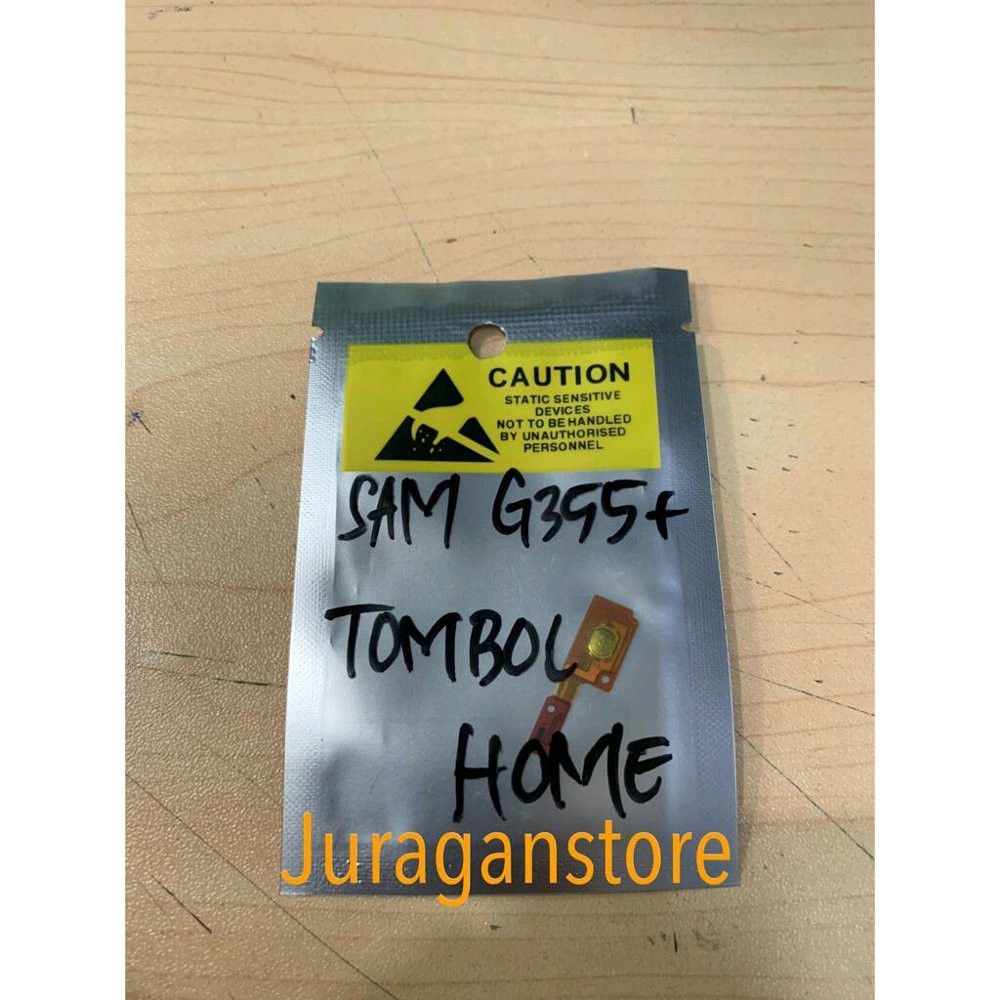 CAUTION
STATIC SENSITIVE
DEVICES
NOT TO BE HANDLED
BY UNAUTHORISED
PERSONNEL
SAM G355+
TOMBOL
HOME
Juraganstore